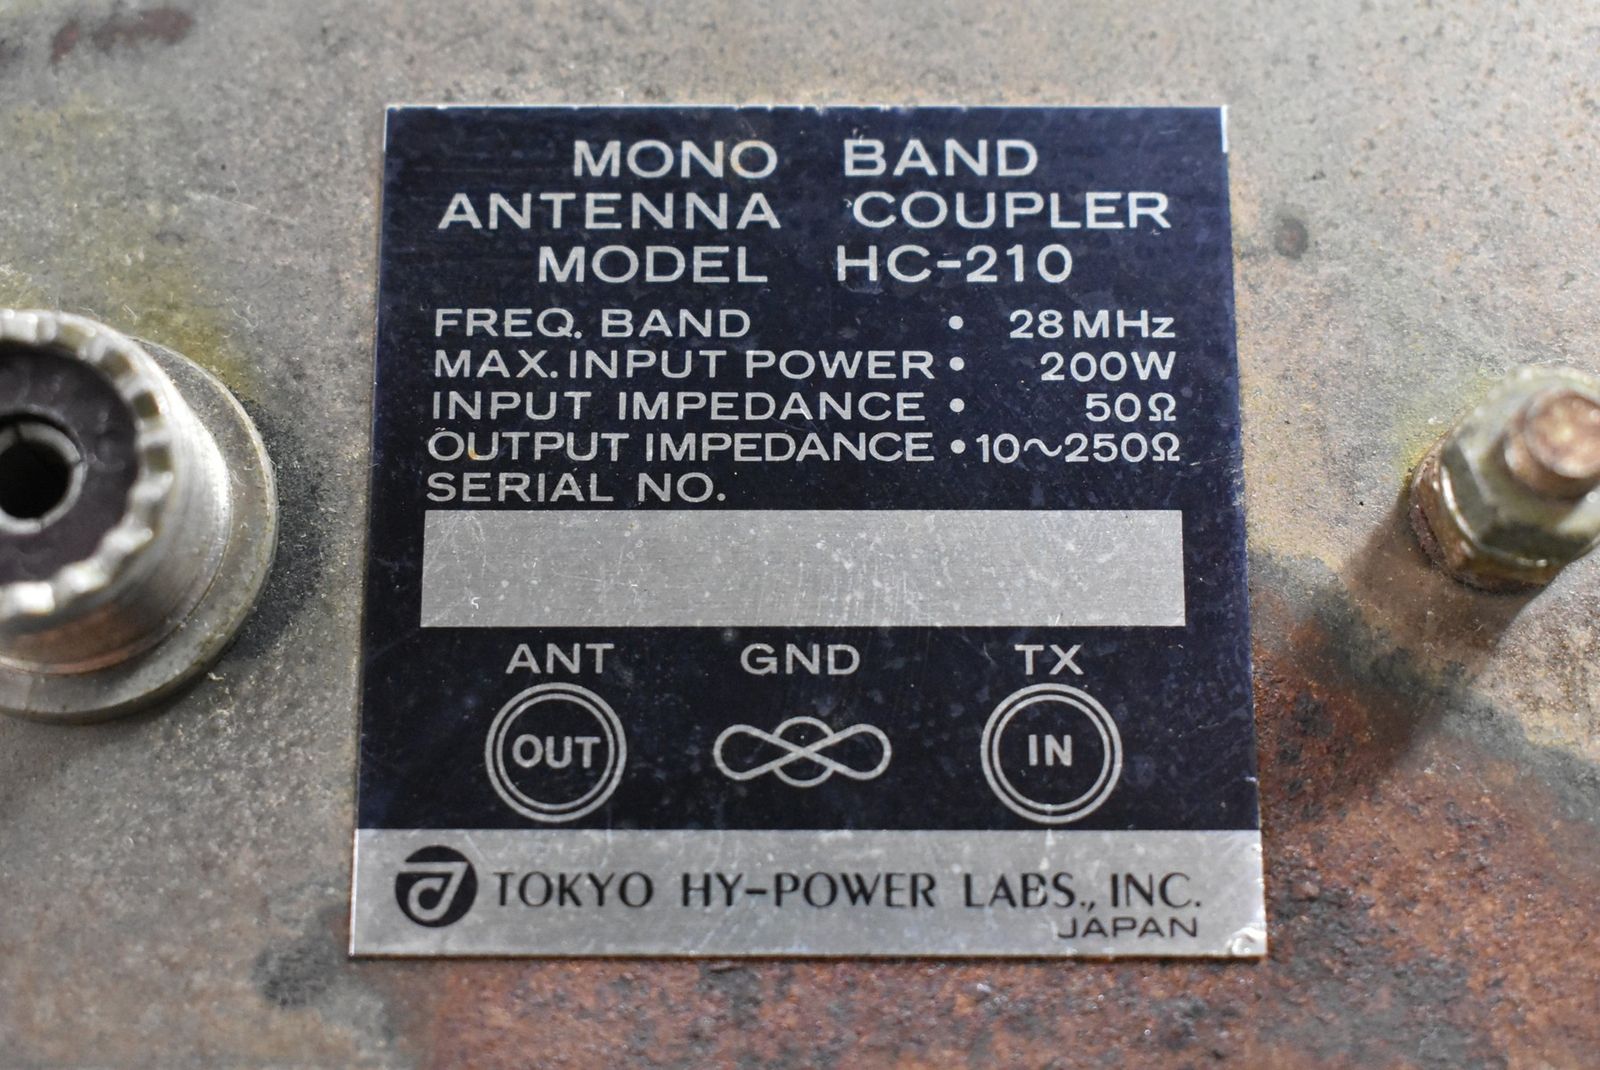 MONO BAND
ANTENNA COUPLER
MODEL HC-210
FREQ. BAND • 28MHz
MAX. INPUT POWER • 200W
INPUT IMPEDANCE • 50Ω
OUTPUT IMPEDANCE • 10~250Ω
SERIAL NO.
ANT GND TX
OUT IN
TOKYO HY-POWER LABS., INC.
JAPAN